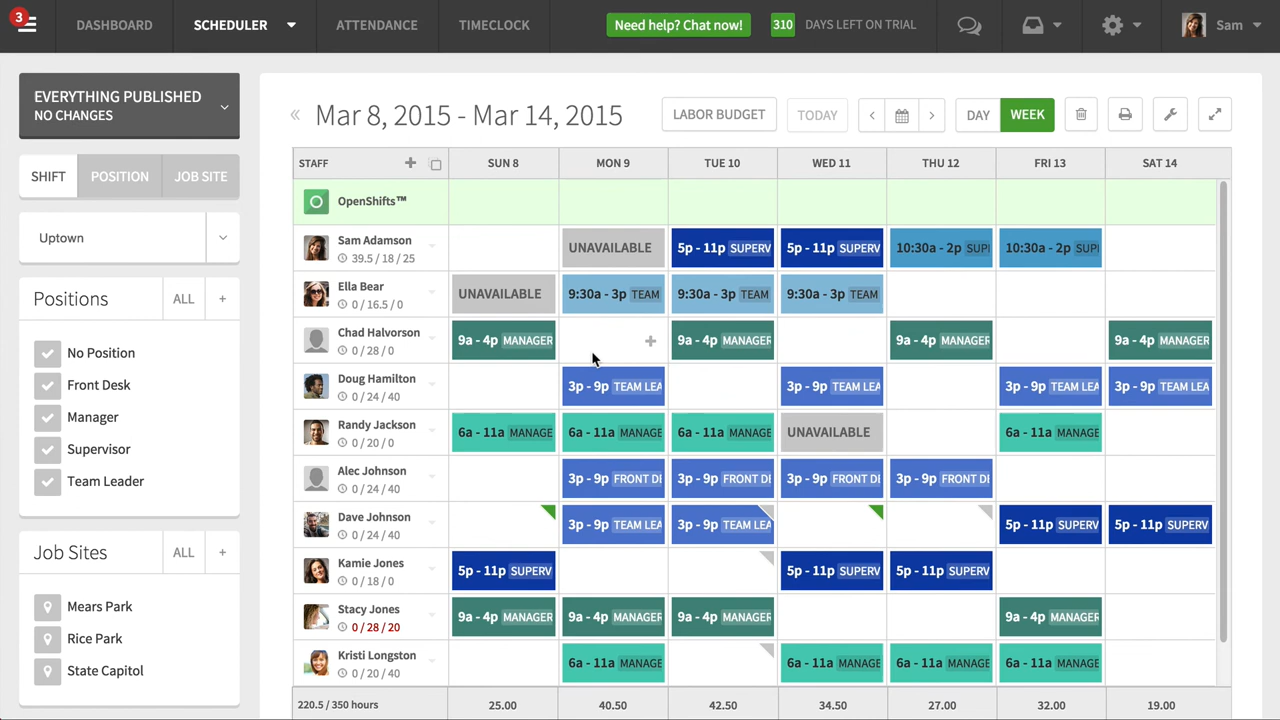 3
DASHBOARD
SCHEDULER
ATTENDANCE
TIMECLOCK
Need help? Chat now!
310 DAYS LEFT ON TRIAL
Sam
EVERYTHING PUBLISHED
NO CHANGES
SHIFT POSITION JOB SITE
Uptown
Positions ALL +
No Position
Front Desk
Manager
Supervisor
Team Leader
Job Sites ALL +
Mears Park
Rice Park
State Capitol
« Mar 8, 2015 - Mar 14, 2015
LABOR BUDGET
TODAY
DAY WEEK
STAFF + SUN 8 MON 9 TUE 10 WED 11 THU 12 FRI 13 SAT 14
OpenShifts™
Sam Adamson
39.5 / 18 / 25
UNAVAILABLE 5p - 11p SUPERV 5p - 11p SUPERV 10:30a - 2p SUPI 10:30a - 2p SUPI
Ella Bear
0 / 16.5 / 0
UNAVAILABLE 9:30a - 3p TEAM 9:30a - 3p TEAM 9:30a - 3p TEAM
Chad Halvorson
0 / 28 / 0
9a - 4p MANAGER + 9a - 4p MANAGER 9a - 4p MANAGER 9a - 4p MANAGER
Doug Hamilton
0 / 24 / 40
3p - 9p TEAM LEA 3p - 9p TEAM LEA 3p - 9p TEAM LEA 3p - 9p TEAM LEA
Randy Jackson
0 / 20 / 0
6a - 11a MANAGE 6a - 11a MANAGE 6a - 11a MANAGE UNAVAILABLE 6a - 11a MANAGE
Alec Johnson
0 / 24 / 40
3p - 9p FRONT DE 3p - 9p FRONT DE 3p - 9p FRONT DE 3p - 9p FRONT DE
Dave Johnson
0 / 24 / 40
3p - 9p TEAM LEA 3p - 9p TEAM LEA 5p - 11p SUPERV 5p - 11p SUPERV
Kamie Jones
0 / 18 / 0
5p - 11p SUPERV 5p - 11p SUPERV 5p - 11p SUPERV
Stacy Jones
0 / 28 / 20
9a - 4p MANAGER 9a - 4p MANAGER 9a - 4p MANAGER 9a - 4p MANAGER
Kristi Longston
0 / 20 / 40
6a - 11a MANAGE 6a - 11a MANAGE 6a - 11a MANAGE 6a - 11a MANAGE
220.5 / 350 hours 25.00 40.50 42.50 34.50 27.00 32.00 19.00